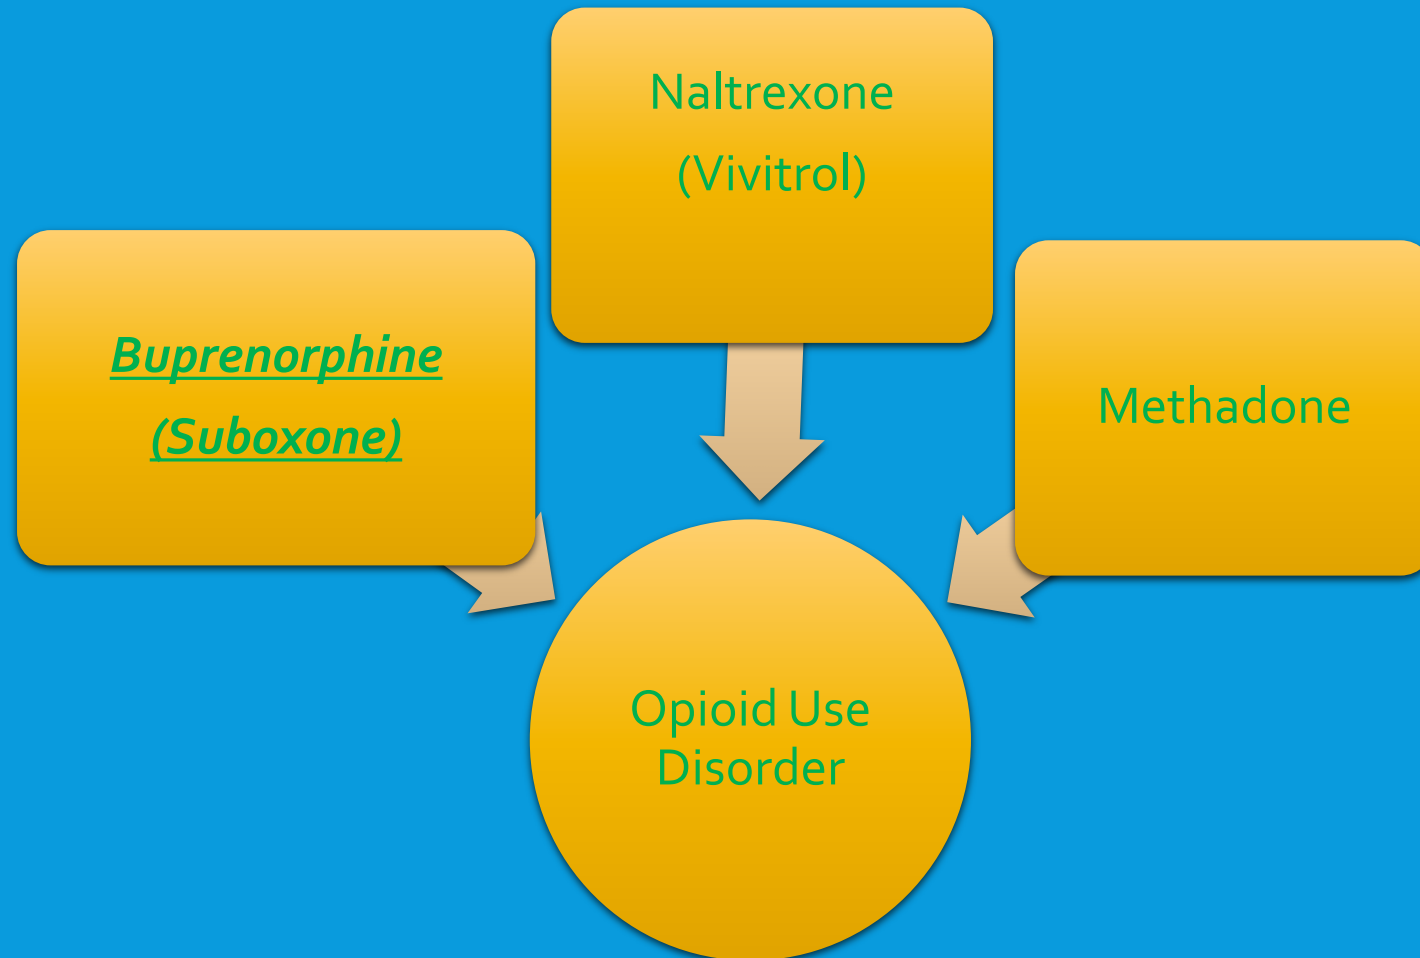 Naltrexone
(Vivitrol)
Buprenorphine
(Suboxone)
Methadone
Opioid Use
Disorder